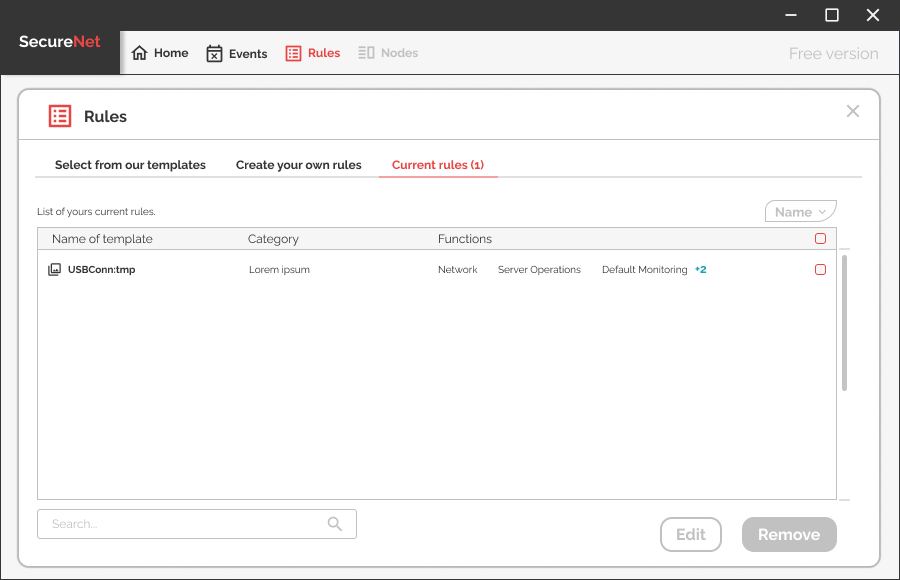 SecureNet
Home Events Rules Nodes Free version
Rules
Select from our templates Create your own rules Current rules (1)
List of yours current rules. Name
Name of template Category Functions
USBConn:tmp Lorem ipsum Network Server Operations Default Monitoring +2
Search...
Edit Remove